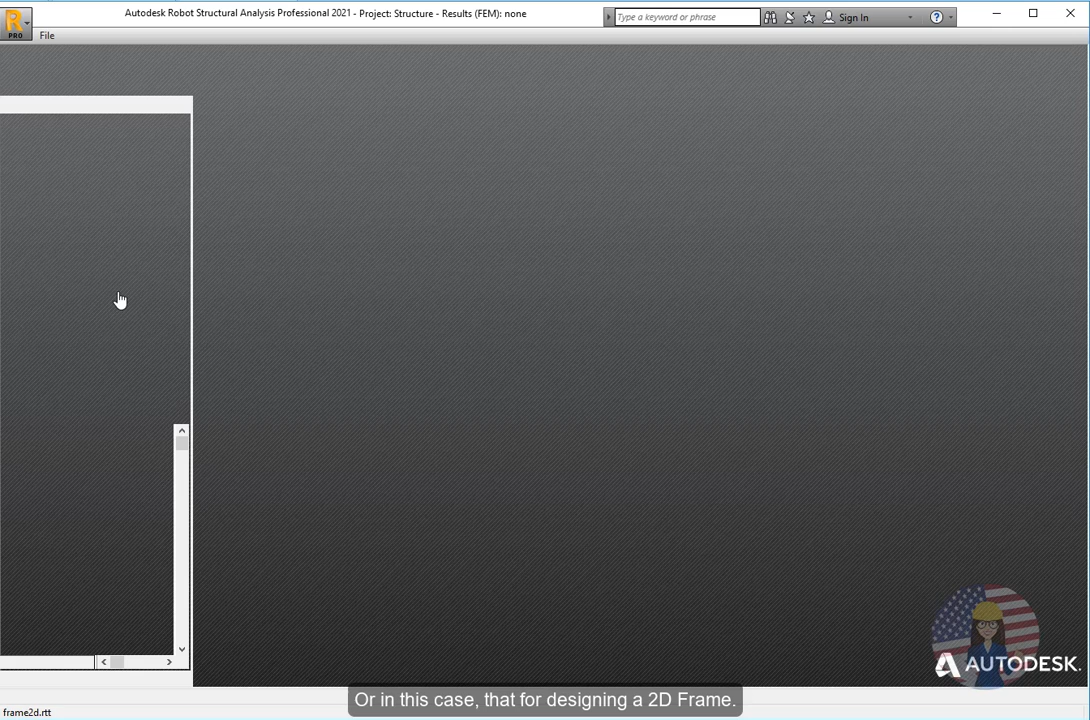 Autodesk Robot Structural Analysis Professional 2021 - Project: Structure - Results (FEM): none
Type a keyword or phrase
Sign In
PRO
File
AUTODESK.
Or in this case, that for designing a 2D Frame.
frame2d.rtt